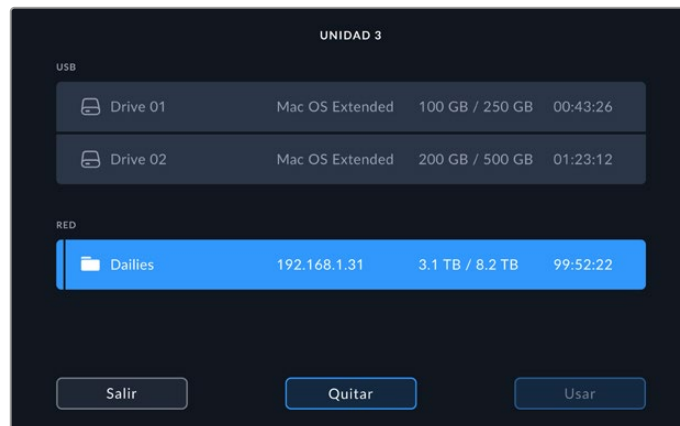 UNIDAD 3
USB
Drive 01 Mac OS Extended 100 GB / 250 GB 00:43:26
Drive 02 Mac OS Extended 200 GB / 500 GB 01:23:12
RED
Dailies 192.168.1.31 3.1 TB / 8.2 TB 99:52:22
Salir Quitar Usar